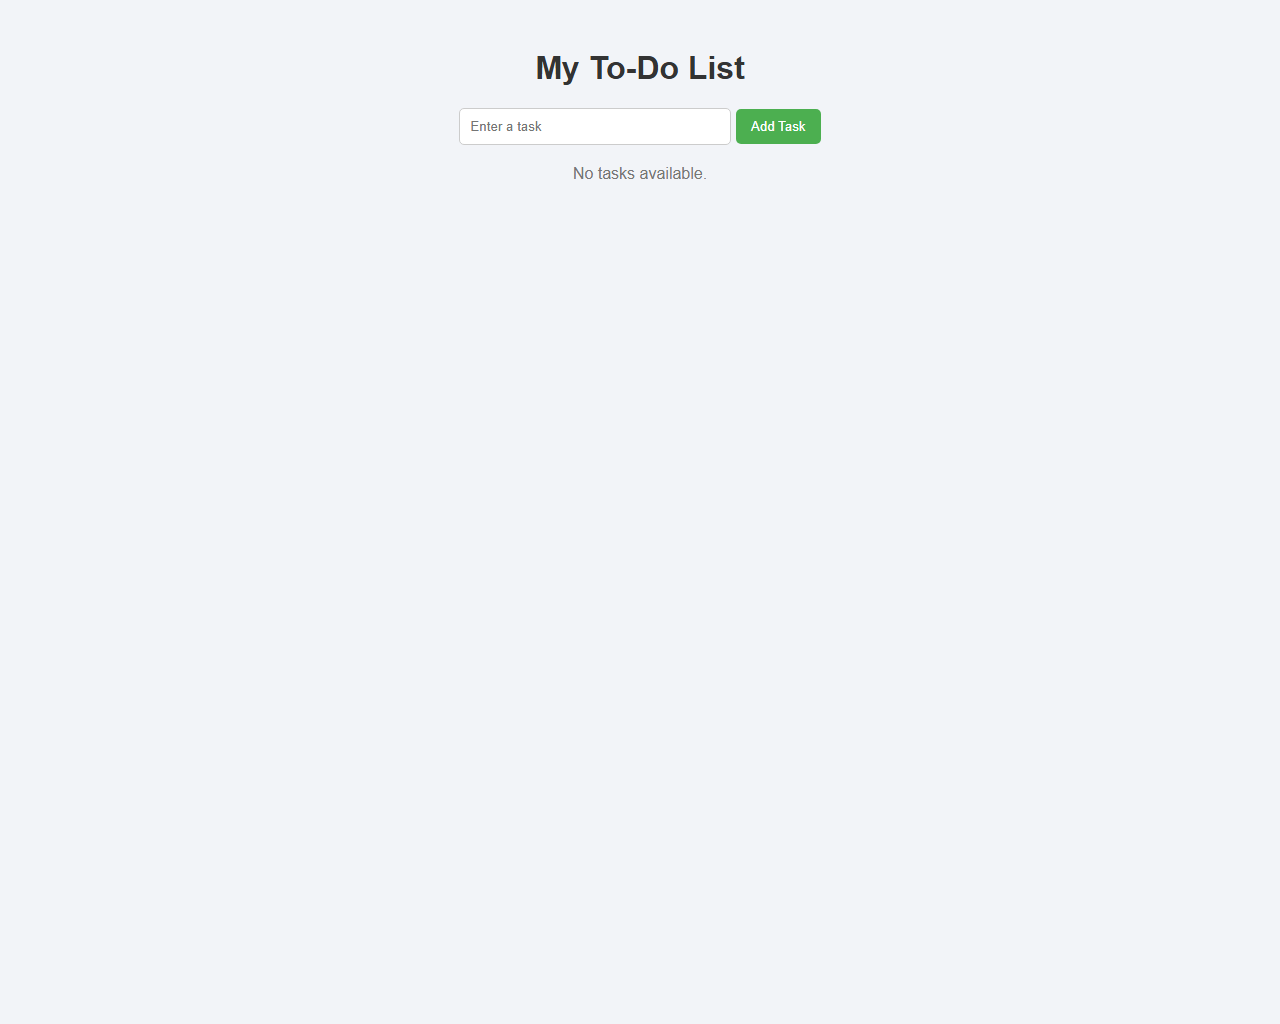 My To-Do List
Enter a task
Add Task
No tasks available.